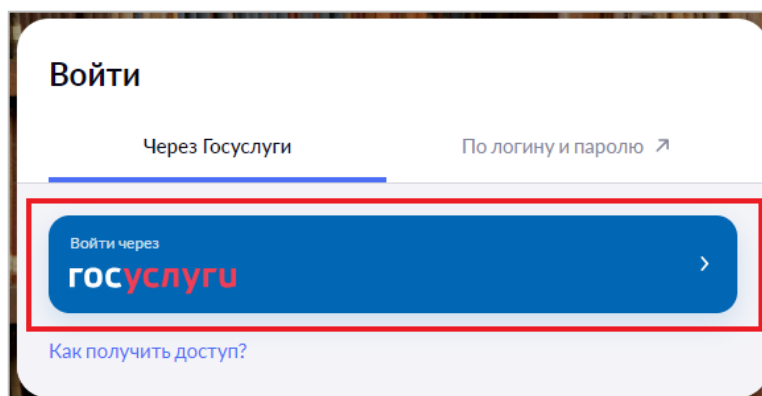 Войти
Через Госуслуги
По логину и паролю
Войти через
госуслуги
Как получить доступ?